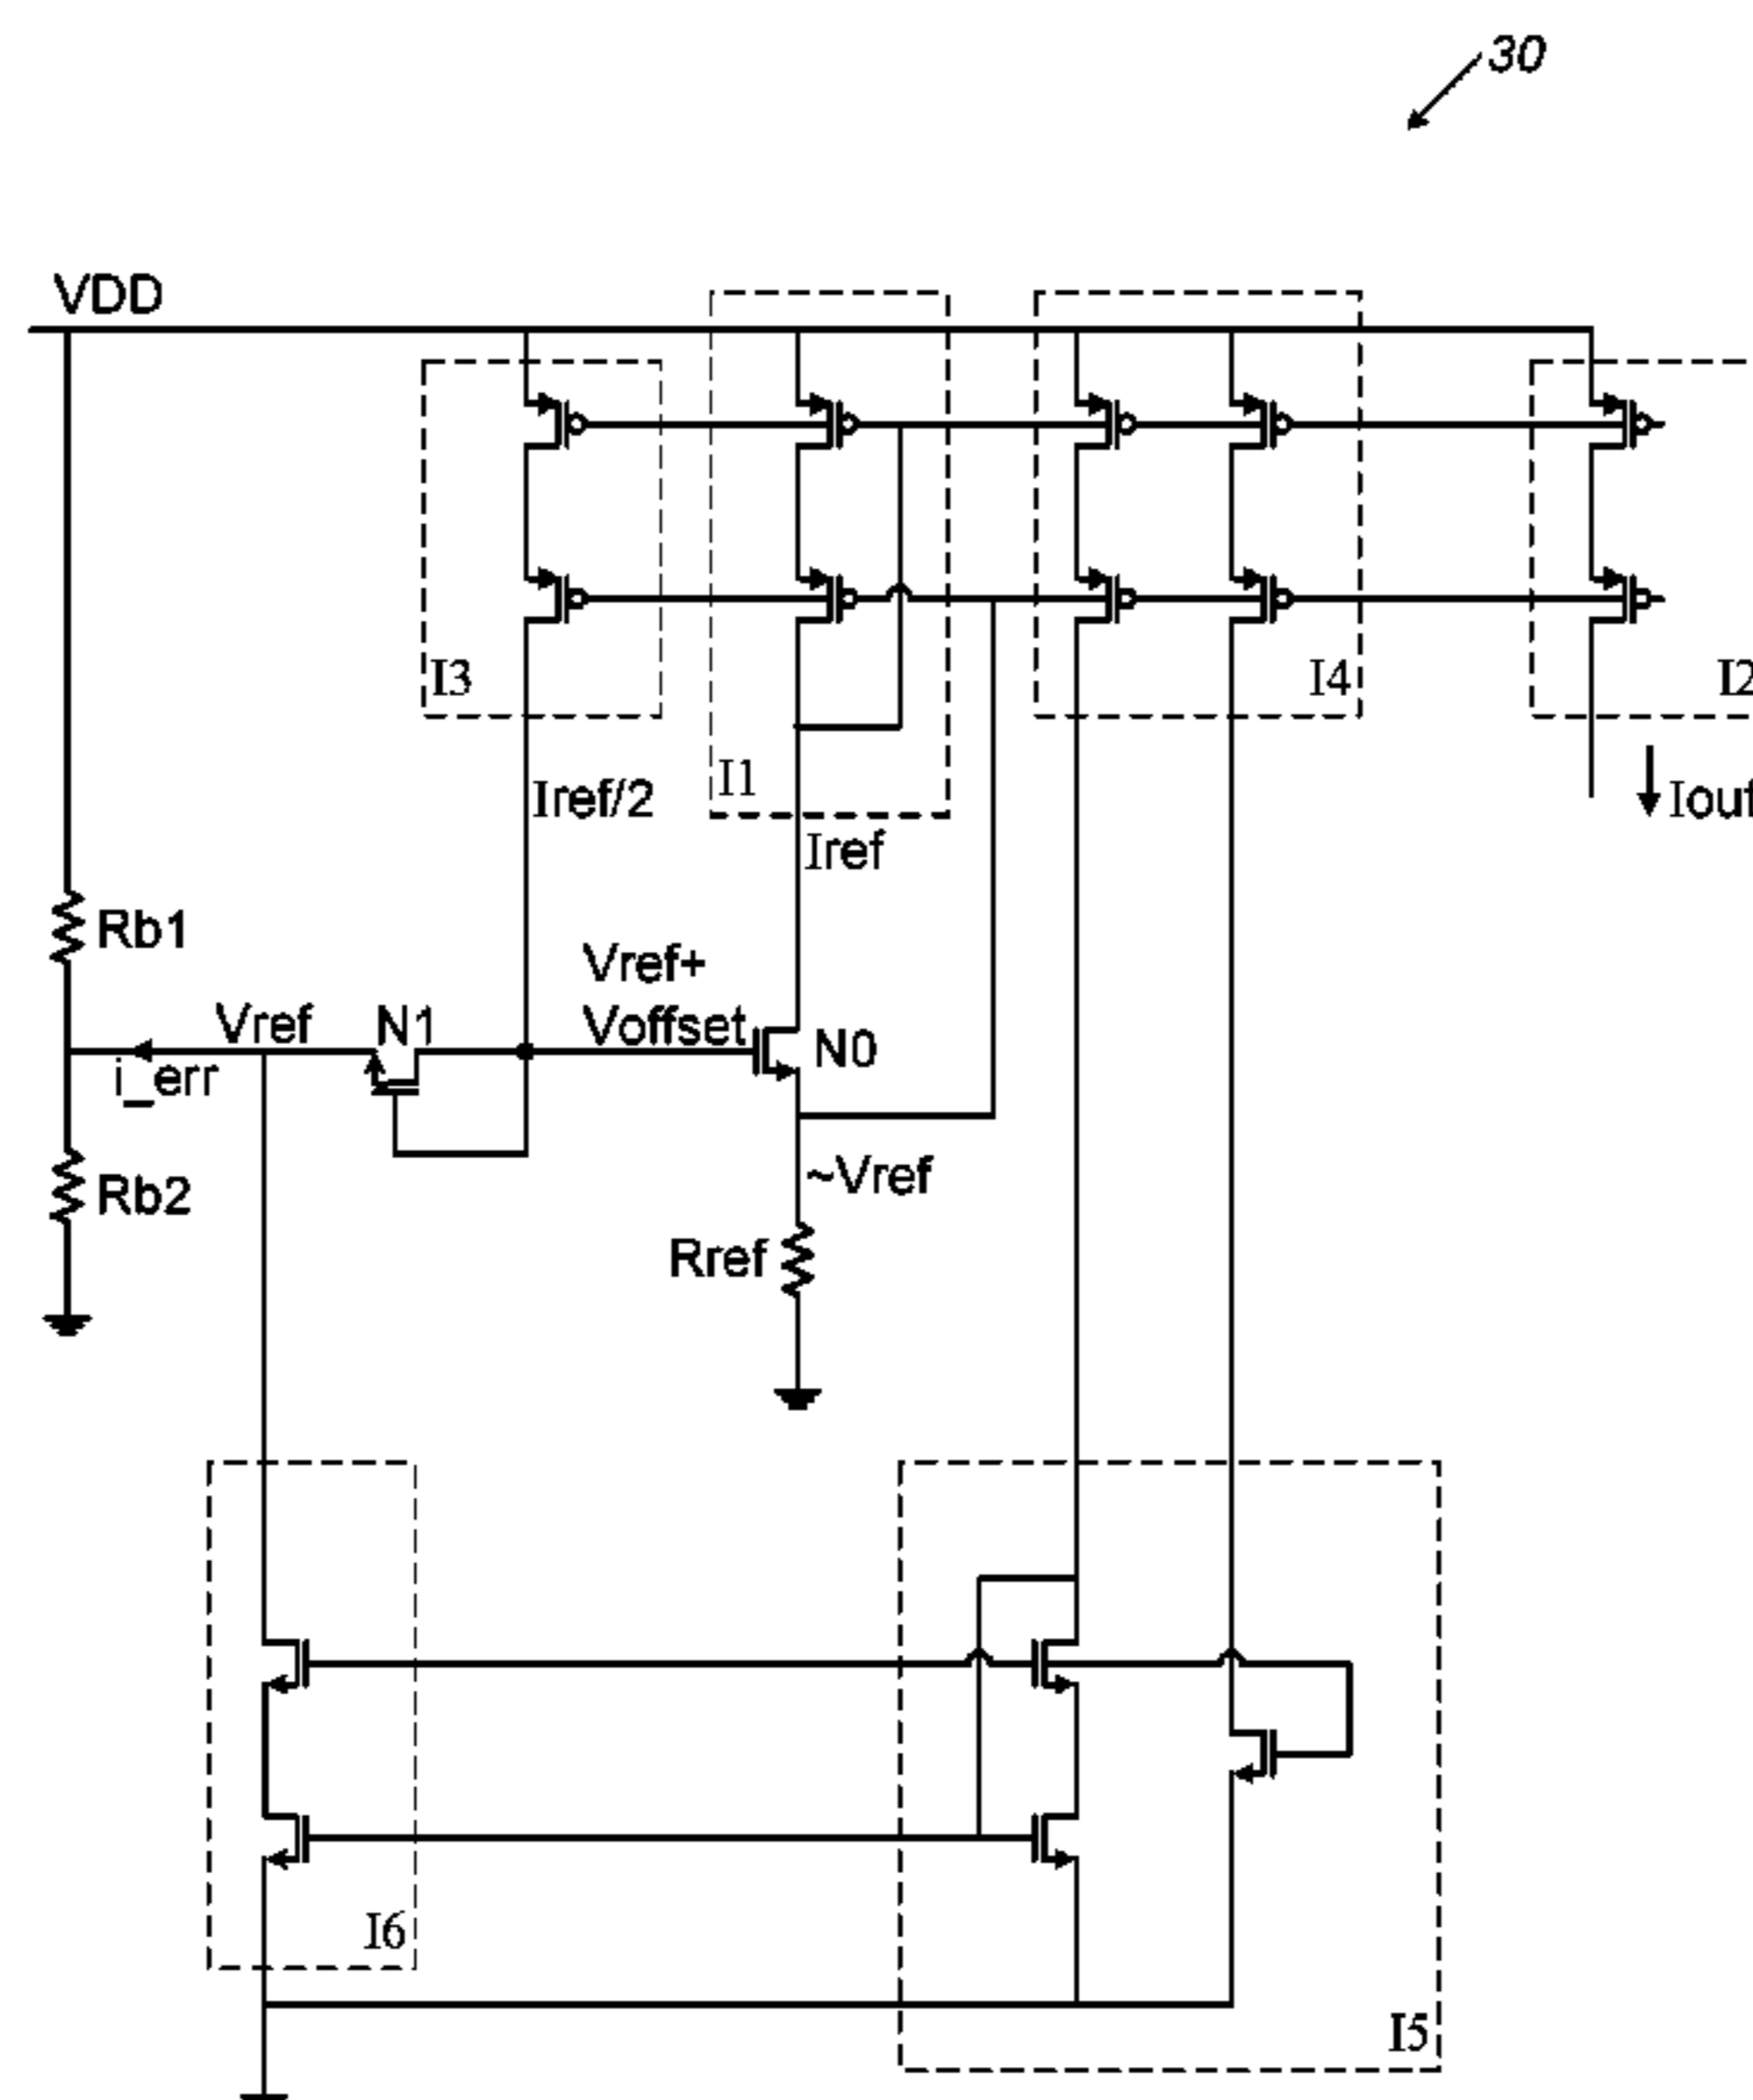 30
VDD
I3
I4
I2
I1
Iref/2
Iref
Rb1
Vref+
Voffset
Vref
N1
N0
i_err
~Vref
Rb2
Rref
I6
I5